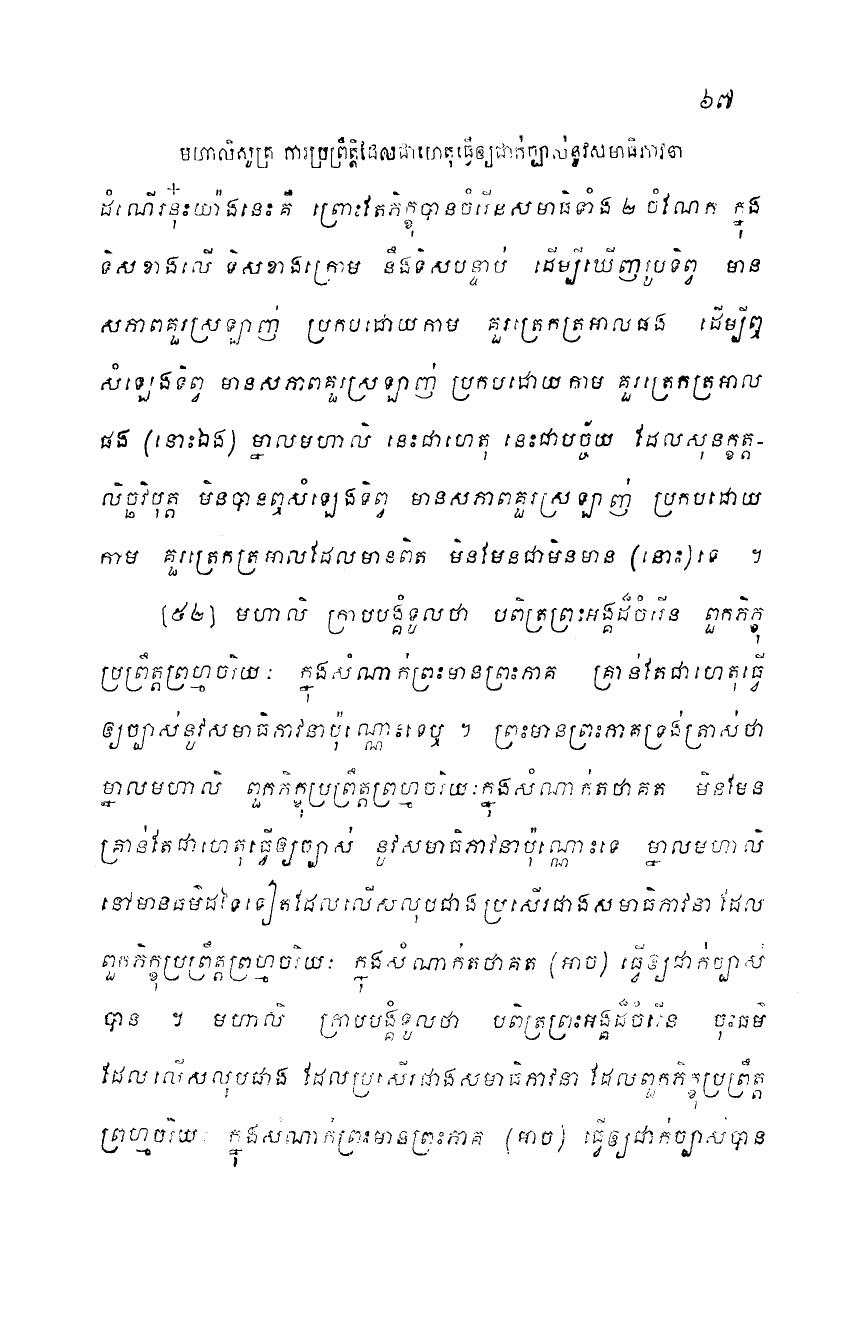 ៦៧
មហាលិសូត្រ ការប្រព្រឹត្តិដែលជាហេតុធ្វើឲ្យជាក់ច្បាស់នូវសមាធិភាវនា
ដំណើរនុ៎ះយ៉ាងនេះគឺ ព្រោះតែភិក្ខុបានចំរើនសមាធិទាំង ២ ចំណែក ក្នុង
ទិសខាងលើ ទិសខាងក្រោម នឹងទិសបន្ទាប់ ដើម្បីឃើញរូបទិព្វ មាន
សភាពគួរស្រឡាញ់ ប្រកបដោយកាម គួរត្រេកត្រអាលផង ដើម្បីឮ
សំឡេងទិព្វ មានសភាពគួរស្រឡាញ់ ប្រកបដោយកាម គួរត្រេកត្រអាល
ផង (នោះឯង) ម្នាលមហាលិ នេះជាហេតុ នេះជាបច្ច័យ ដែលសុនក្ខត្ត-
លិច្ឆវិបុត្ត មិនបានឮសំឡេងទិព្វ មានសភាពគួរស្រឡាញ់ ប្រកបដោយ
កាម គួរត្រេកត្រអាលដែលមានពិត មិនមែនជាមិនមាន (នោះ)ទេ ។
[៥២] មហាលិ ក្រាបបង្គំទូលថា បពិត្រព្រះអង្គដ៏ចំរើន ពួកភិក្ខុ
ប្រព្រឹត្តព្រហ្មចរិយៈ ក្នុងសំណាក់ព្រះមានព្រះភាគ គ្រាន់តែជាហេតុធ្វើ
ឲ្យច្បាស់នូវសមាធិភាវនាប៉ុណ្ណោះទេឬ ។ ព្រះមានព្រះភាគទ្រង់ត្រាស់ថា
ម្នាលមហាលិ ពួកភិក្ខុប្រព្រឹត្តព្រហ្មចរិយៈក្នុងសំណាក់តថាគត មិនមែន
គ្រាន់តែជាហេតុធ្វើឲ្យច្បាស់ នូវសមាធិភាវនាប៉ុណ្ណោះទេ ម្នាលមហាលិ
នៅមានធម៌ដទៃទៀតដែលលើសលុបជាង ប្រសើរជាងសមាធិភាវនា ដែល
ពួកភិក្ខុប្រព្រឹត្តព្រហ្មចរិយៈ ក្នុងសំណាក់តថាគត (អាច) ធ្វើឲ្យជាក់ច្បាស់
បាន ។ មហាលិ ក្រាបបង្គំទូលថា បពិត្រព្រះអង្គដ៏ចំរើន ចុះធម៌
ដែលលើសលុបជាង ដែលប្រសើរជាងសមាធិភាវនា ដែលពួកភិក្ខុប្រព្រឹត្ត
ព្រហ្មចរិយៈ ក្នុងសំណាក់ព្រះមានព្រះភាគ (អាច) ធ្វើឲ្យជាក់ច្បាស់បាន